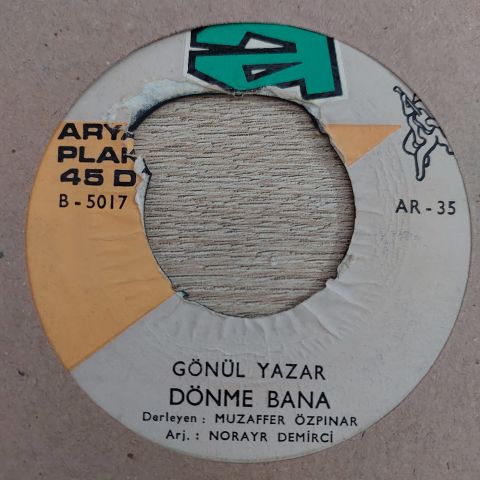 ARYA
PLAK
45 D
B - 5017
AR - 35
GÖNÜL YAZAR
DÖNME BANA
Derleyen : MUZAFFER ÖZPINAR
Arj. : NORAYR DEMİRCİ